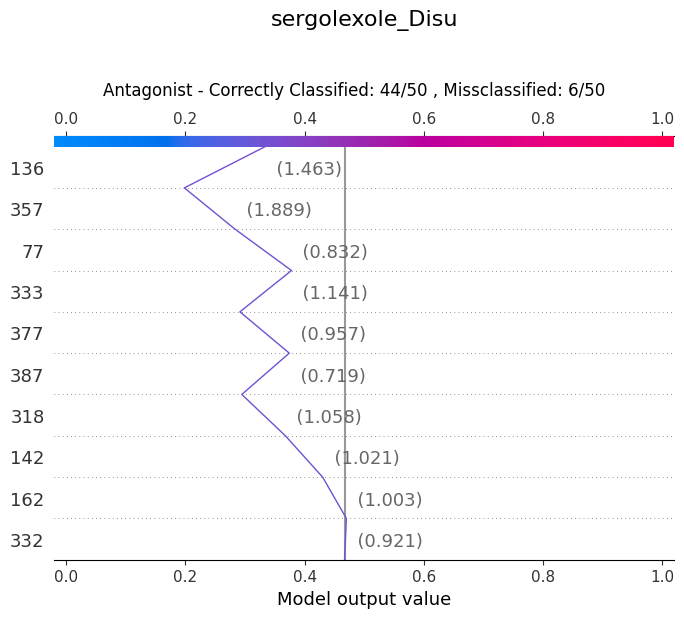 sergolexole_Disu
Antagonist - Correctly Classified: 44/50 , Missclassified: 6/50
0.0 0.2 0.4 0.6 0.8 1.0
136 (1.463)
357 (1.889)
77 (0.832)
333 (1.141)
377 (0.957)
387 (0.719)
318 (1.058)
142 (1.021)
162 (1.003)
332 (0.921)
0.0 0.2 0.4 0.6 0.8 1.0
Model output value